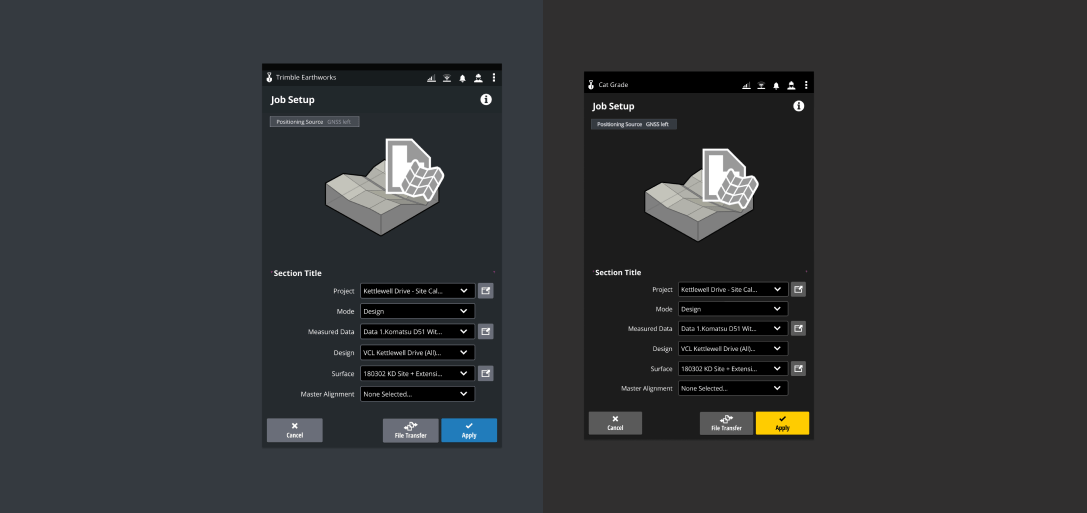 Trimble Earthworks
Job Setup
Positioning Source GNSS left
Section Title
Project Kettlewell Drive - Site Cal...
Mode Design
Measured Data Data 1.Komatsu D51 Wit...
Design VCL Kettlewell Drive (All)...
Surface 180302 KD Site + Extensi...
Master Alignment None Selected...
Cancel File Transfer Apply
Cat Grade
Job Setup
Positioning Source GNSS left
Section Title
Project Kettlewell Drive - Site Cal...
Mode Design
Measured Data Data 1.Komatsu D51 Wit...
Design VCL Kettlewell Drive (All)...
Surface 180302 KD Site + Extensi...
Master Alignment None Selected...
Cancel File Transfer Apply